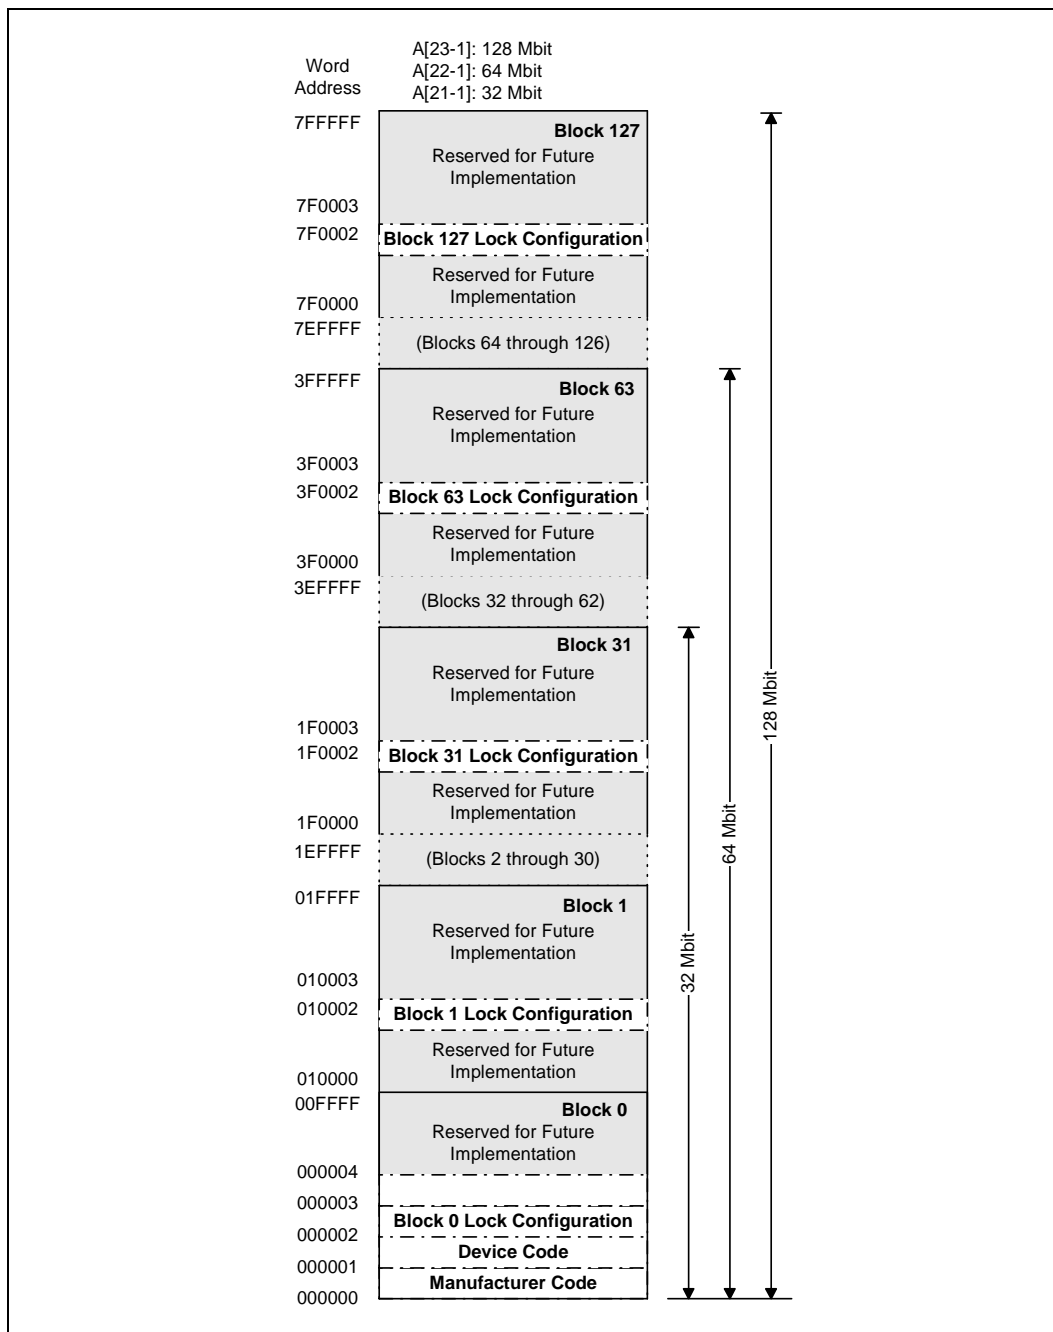 A[23-1]: 128 Mbit
Word
A[22-1]: 64 Mbit
Address
A[21-1]: 32 Mbit
7FFFFF
Block 127
Reserved for Future
Implementation
7F0003
7F0002
Block 127 Lock Configuration
Reserved for Future
Implementation
7F0000
7EFFFF
(Blocks 64 through 126)
3FFFFF
Block 63
Reserved for Future
Implementation
3F0003
3F0002
Block 63 Lock Configuration
Reserved for Future
Implementation
3F0000
3EFFFF
(Blocks 32 through 62)
Block 31
Reserved for Future
Implementation
1F0003
1F0002
Block 31 Lock Configuration
Reserved for Future
Implementation
1F0000
1EFFFF
(Blocks 2 through 30)
01FFFF
Block 1
Reserved for Future
Implementation
010003
010002
Block 1 Lock Configuration
Reserved for Future
Implementation
010000
00FFFF
Block 0
Reserved for Future
Implementation
000004
000003
Block 0 Lock Configuration
000002
Device Code
000001
Manufacturer Code
000000
32 Mbit
64 Mbit
128 Mbit